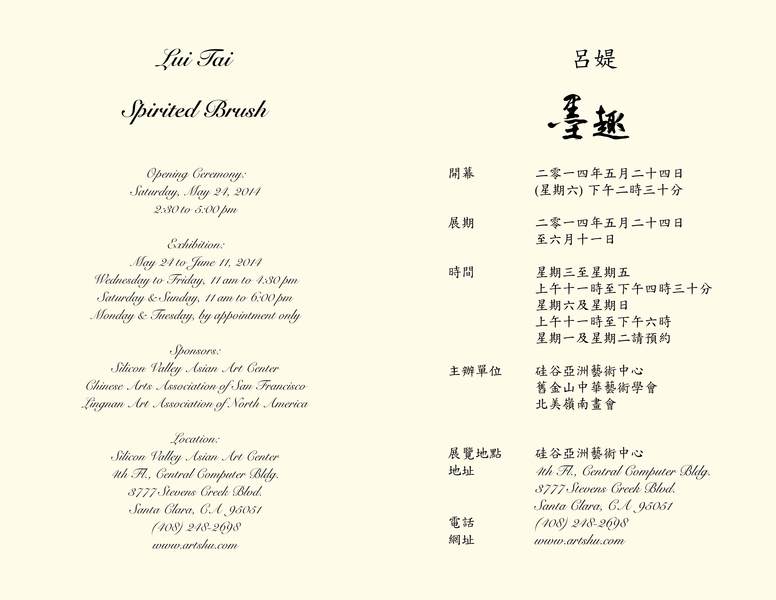 Lui Tai
Spirited Brush
Opening Ceremony:
Saturday, May 24, 2014
2:30 to 5:00 pm
Exhibition:
May 24 to June 11, 2014
Wednesday to Friday, 11 am to 4:30 pm
Saturday & Sunday, 11 am to 6:00 pm
Monday & Tuesday, by appointment only
Sponsors:
Silicon Valley Asian Art Center
Chinese Arts Association of San Francisco
Lingnan Art Association of North America
Location:
Silicon Valley Asian Art Center
4th Fl., Central Computer Bldg.
3777 Stevens Creek Blvd.
Santa Clara, CA 95051
(408) 248-2698
www.artshu.com
呂媞
墨趣
開幕 二零一四年五月二十四日
(星期六) 下午二時三十分
展期 二零一四年五月二十四日
至六月十一日
時間 星期三至星期五
上午十一時至下午四時三十分
星期六及星期日
上午十一時至下午六時
星期一及星期二請預約
主辦單位 硅谷亞洲藝術中心
舊金山中華藝術學會
北美嶺南畫會
展覽地點 硅谷亞洲藝術中心
地址 4th Fl., Central Computer Bldg.
3777 Stevens Creek Blvd.
Santa Clara, CA 95051
電話 (408) 248-2698
網址 www.artshu.com